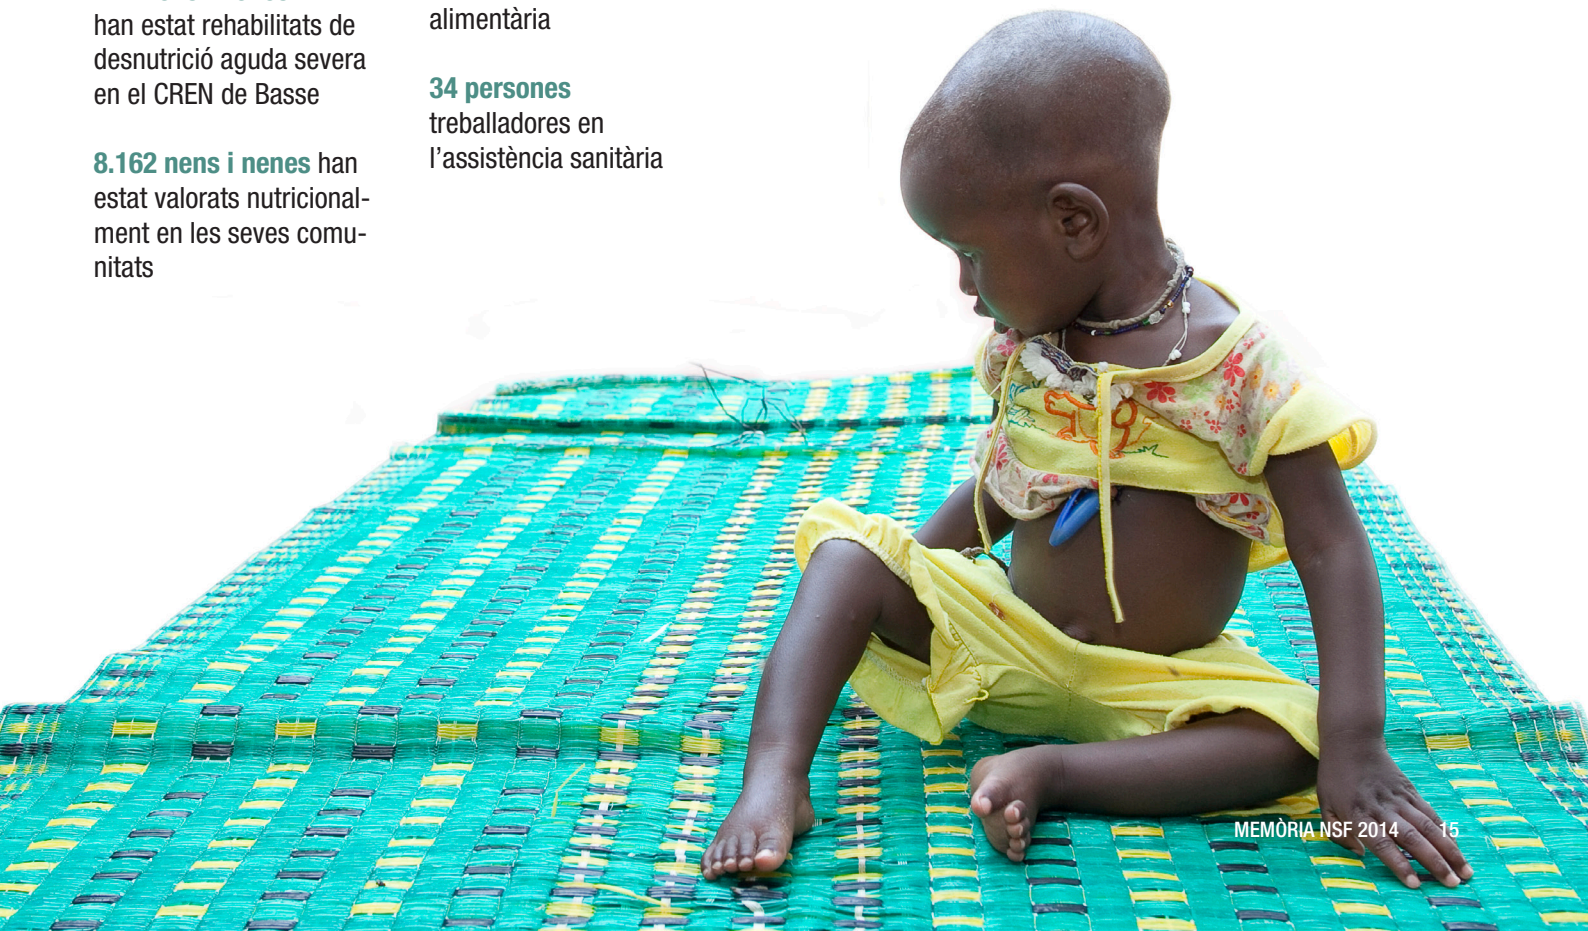 han estat rehabilitats de
desnutrició aguda severa
en el CREN de Basse
8.162 nens i nenes han
estat valorats nutricional-
ment en les seves comu-
nitats
alimentària
34 persones
treballadores en
l’assistència sanitària
MEMÒRIA NSF 2014 15